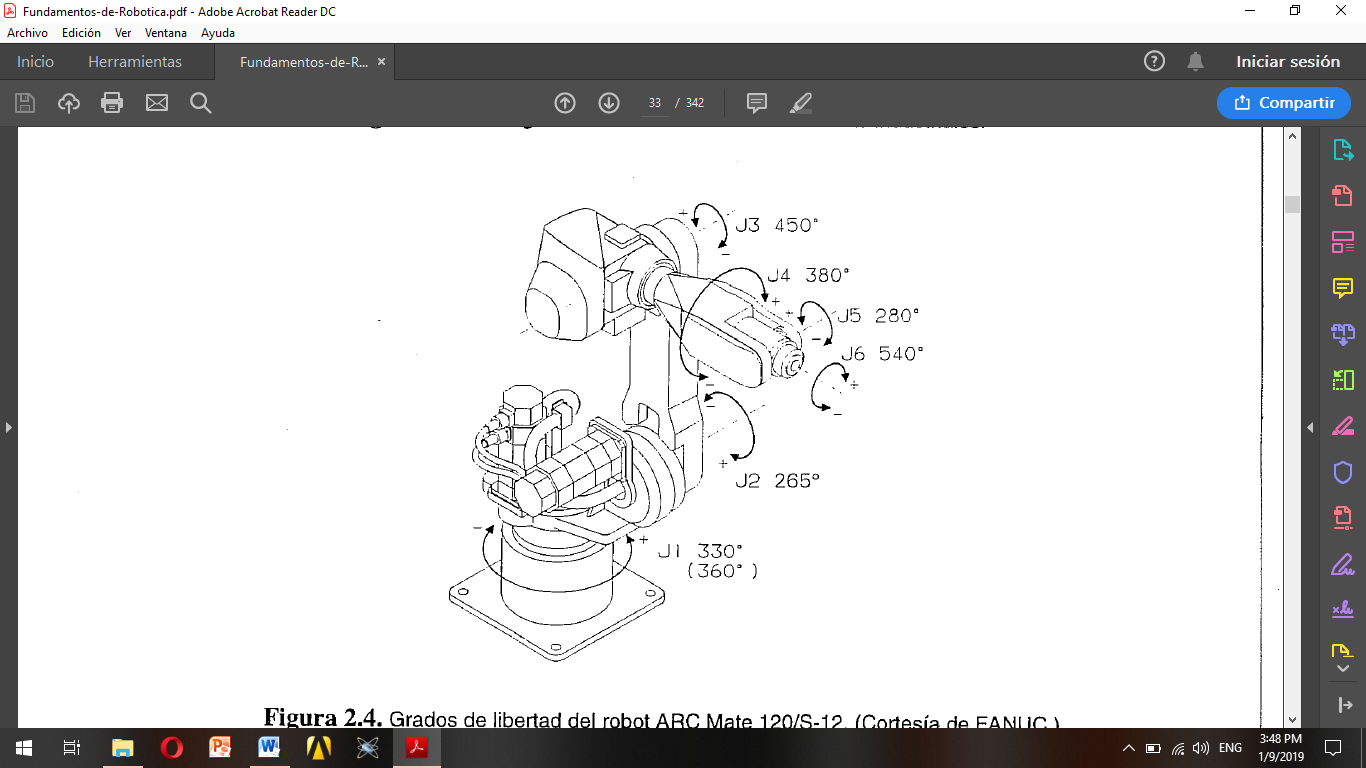 Fundamentos-de-Robotica.pdf - Adobe Acrobat Reader DC
Archivo Edición Ver Ventana Ayuda
Inicio Herramientas Fundamentos-de-R... ×
Iniciar sesión
33 / 342
Compartir
+ J3 450°
-
J4 380°
+ +
J5 280°
-
J6 540°
-
+
-
-
+
J2 265°
-
+
J1 330°
(360°)
Figura 2.4. Grados de libertad del robot ARC Mate 120/S-12. (Cortesía de FANUC.)
ENG
3:48 PM
1/9/2019